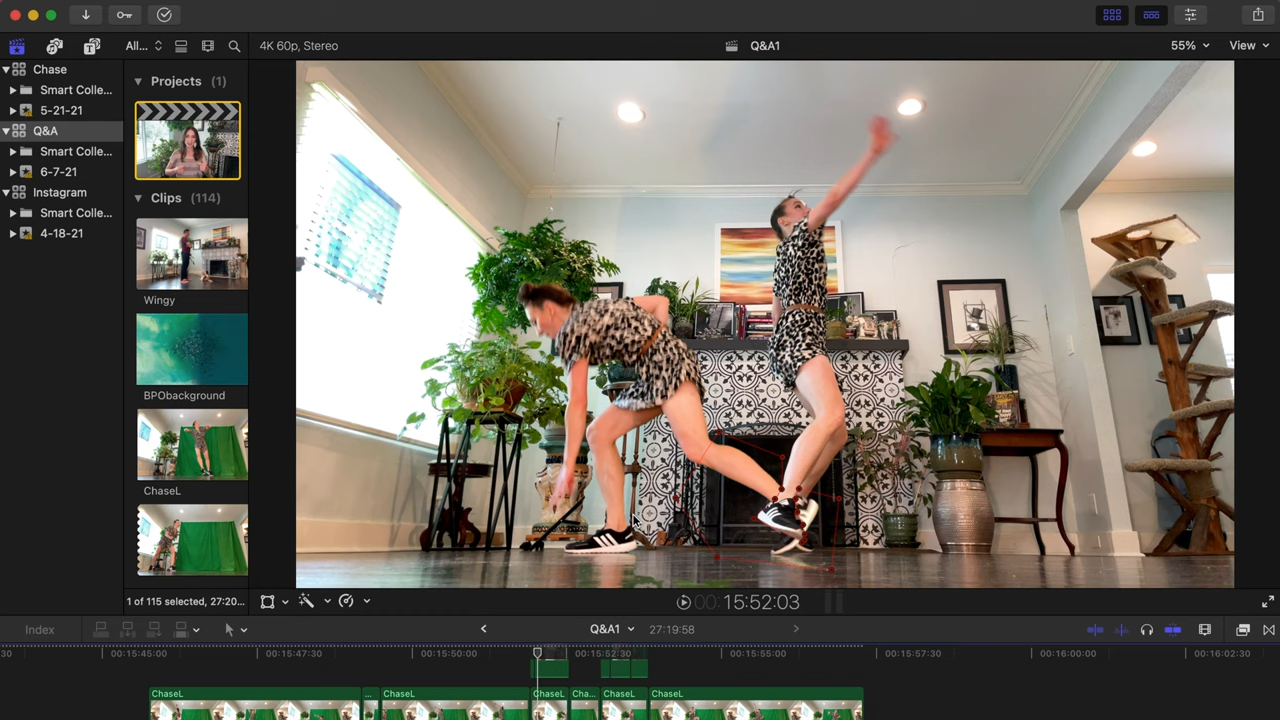 All...
4K 60p, Stereo
Q&A1
55%
View
Chase
Smart Colle...
5-21-21
Q&A
Smart Colle...
6-7-21
Instagram
Smart Colle...
4-18-21
Projects (1)
Clips (114)
Wingy
BPObackground
ChaseL
1 of 115 selected, 27:20...
00:15:52:03
Index
Q&A1
27:19:58
:30
00:15:45:00
00:15:47:30
00:15:50:00
00:15:52:30
00:15:55:00
00:15:57:30
00:16:00:00
00:16:02:30
ChaseL
...
ChaseL
ChaseL
Cha...
ChaseL
ChaseL